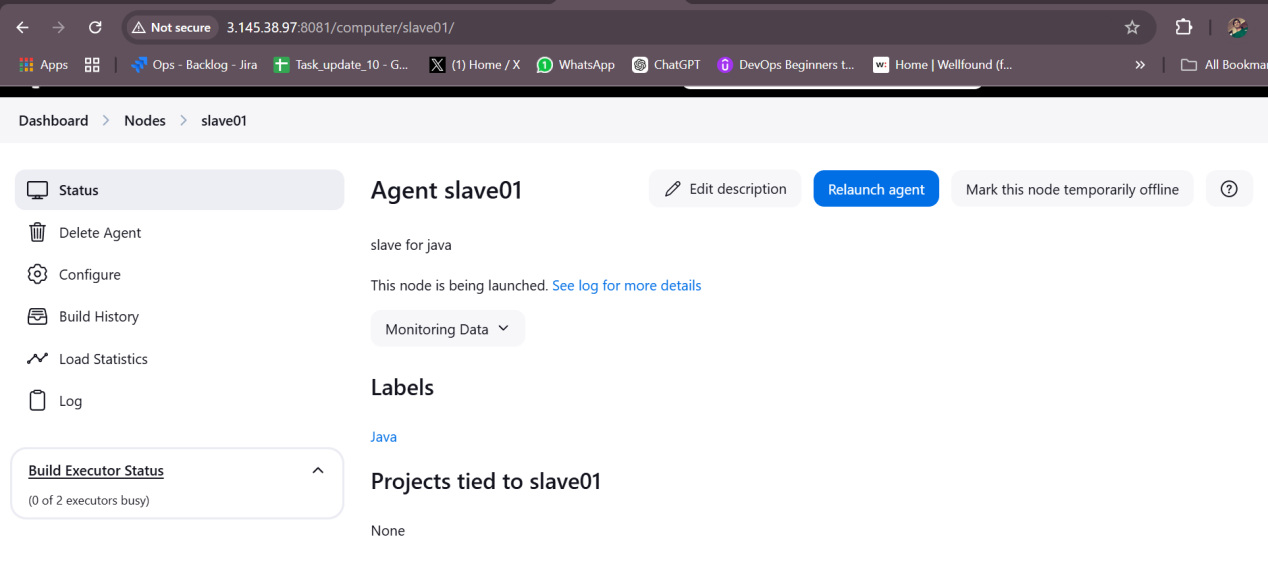 Not secure 3.145.38.97:8081/computer/slave01/
Apps Ops - Backlog - Jira Task_update_10 - G... (1) Home / X 1 WhatsApp ChatGPT DevOps Beginners t... w: Home | Wellfound (f... » All Bookma
Dashboard > Nodes > slave01
Status
Delete Agent
Configure
Build History
Load Statistics
Log
Build Executor Status
(0 of 2 executors busy)
Agent slave01
Edit description
Relaunch agent
Mark this node temporarily offline
?
slave for java
This node is being launched. See log for more details
Monitoring Data
Labels
Java
Projects tied to slave01
None